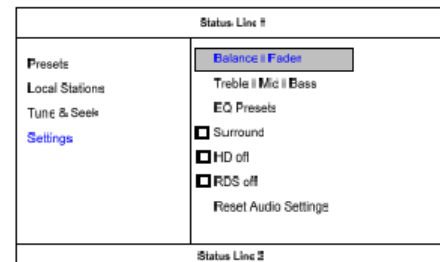 Status Line 1
Presets
Local Stations
Tune & Seek
Settings
Balance | Fader
Treble | Mid | Bass
EQ Presets
Surround
HD off
RDS off
Reset Audio Settings
Status Line 2